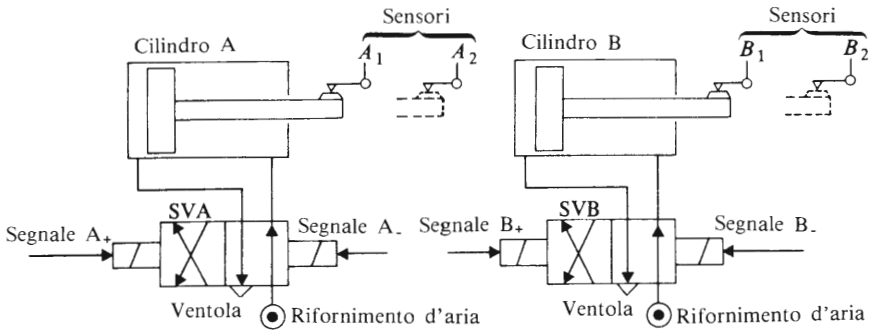 Sensori
Cilindro A
A1
A2
SVA
Segnale A+
Segnale A-
Ventola
Rifornimento d'aria
Sensori
Cilindro B
B1
B2
SVB
Segnale B+
Segnale B-
Ventola
Rifornimento d'aria